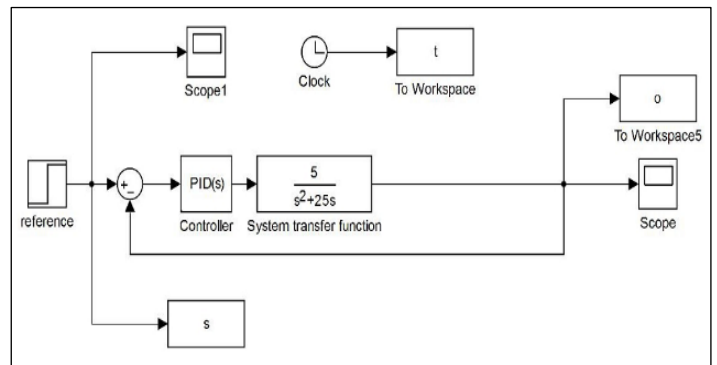 Scope1
Clock
t
To Workspace
o
To Workspace5
reference
+
−
PID(s)
Controller
5
s²+25s
System transfer function
Scope
s